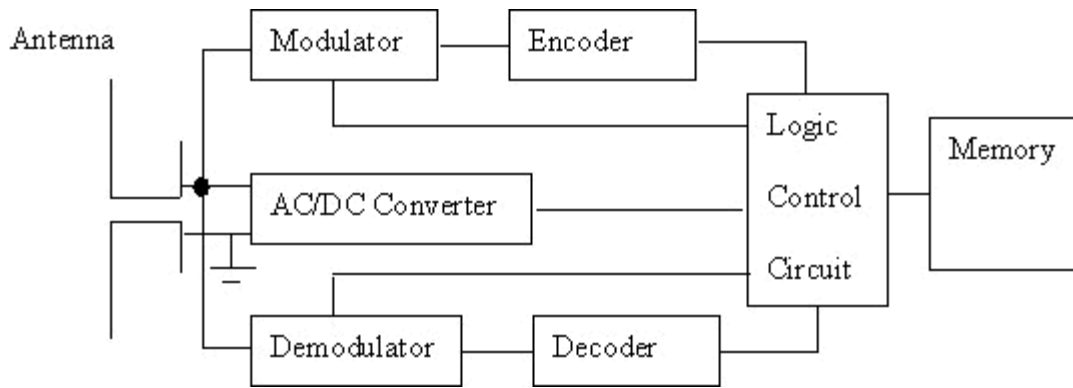 Antenna
Modulator
Encoder
Logic
Control
Circuit
Memory
AC/DC Converter
Demodulator
Decoder